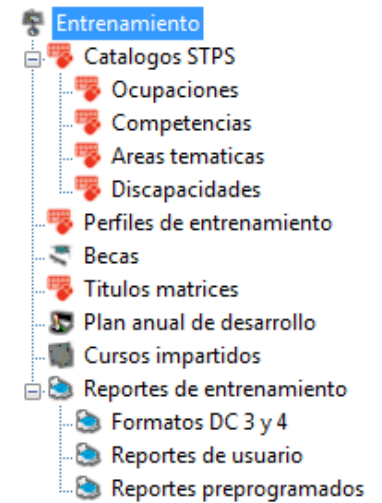 Entrenamiento
Catalogos STPS
Ocupaciones
Competencias
Areas tematicas
Discapacidades
Perfiles de entrenamiento
Becas
Titulos matrices
Plan anual de desarrollo
Cursos impartidos
Reportes de entrenamiento
Formatos DC 3 y 4
Reportes de usuario
Reportes preprogramados